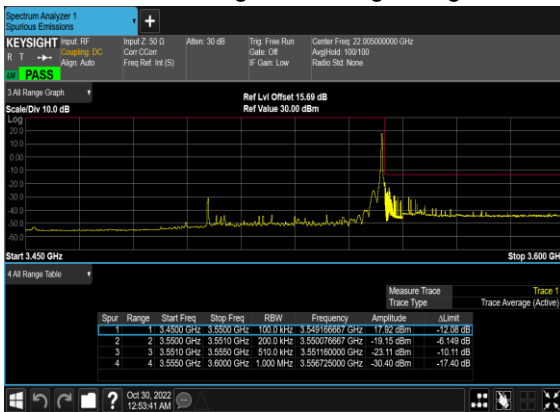 Spectrum Analyzer 1
Spurious Emissions
KEYSIGHT Input: RF Input Z: 50 Ω Atten: 30 dB Trig: Free Run Center Freq: 22.005000000 GHz
R T Coupling: DC Corr CCorr Gate: Off Avg|Hold: 100/100
Align: Auto Freq Ref: Int (S) IF Gain: Low Radio Std: None
PASS
3 All Range Graph
Ref Lvl Offset 15.69 dB
Scale/Div 10.0 dB Ref Value 30.00 dBm
Log
20.0
10.0
0.00
-10.0
-20.0
-30.0
-40.0
-50.0
-60.0
Start 3.450 GHz Stop 3.600 GH
4 All Range Table
Measure Trace Trace 1
Trace Type Trace Average (Active)
Spur Range Start Freq Stop Freq RBW Frequency Amplitude ΔLimit
1 1 3.4500 GHz 3.5500 GHz 100.0 kHz 3.549166667 GHz 17.92 dBm -12.08 dB
2 2 3.5500 GHz 3.5510 GHz 200.0 kHz 3.550076667 GHz -19.15 dBm -6.149 dB
3 3 3.5510 GHz 3.5550 GHz 510.0 kHz 3.551160000 GHz -23.11 dBm -10.11 dB
4 4 3.5550 GHz 3.6000 GHz 1.000 MHz 3.556725000 GHz -30.40 dBm -17.40 dB
Oct 30, 2022
12:53:41 AM